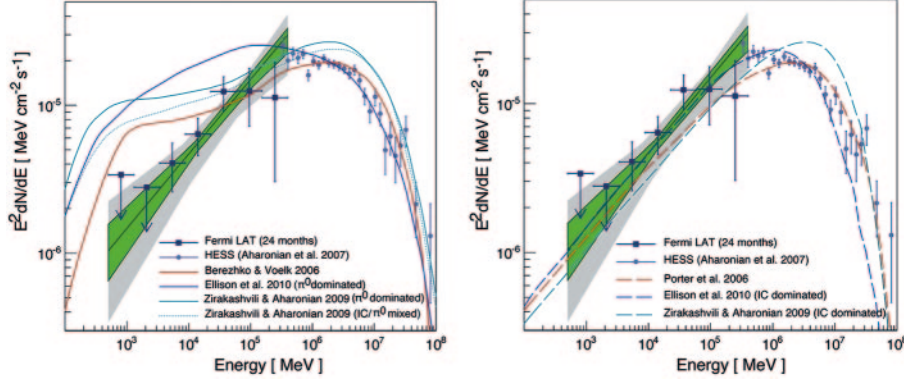 E²dN/dE [ MeV cm⁻² s⁻¹]
10⁻⁵
10⁻⁶
Fermi LAT (24 months)
HESS (Aharonian et al. 2007)
Berezhko & Voelk 2006
Ellison et al. 2010 (π⁰dominated)
Zirakashvili & Aharonian 2009 (π⁰ dominated)
Zirakashvili & Aharonian 2009 (IC/π⁰ mixed)
10³ 10⁴ 10⁵ 10⁶ 10⁷ 10⁸
Energy [ MeV]
E²dN/dE [ MeV cm⁻² s⁻¹]
10⁻⁵
10⁻⁶
Fermi LAT (24 months)
HESS (Aharonian et al. 2007)
Porter et al. 2006
Ellison et al. 2010 (IC dominated)
Zirakashvili & Aharonian 2009 (IC dominated)
10³ 10⁴ 10⁵ 10⁶ 10⁷ 10⁸
Energy [ MeV]